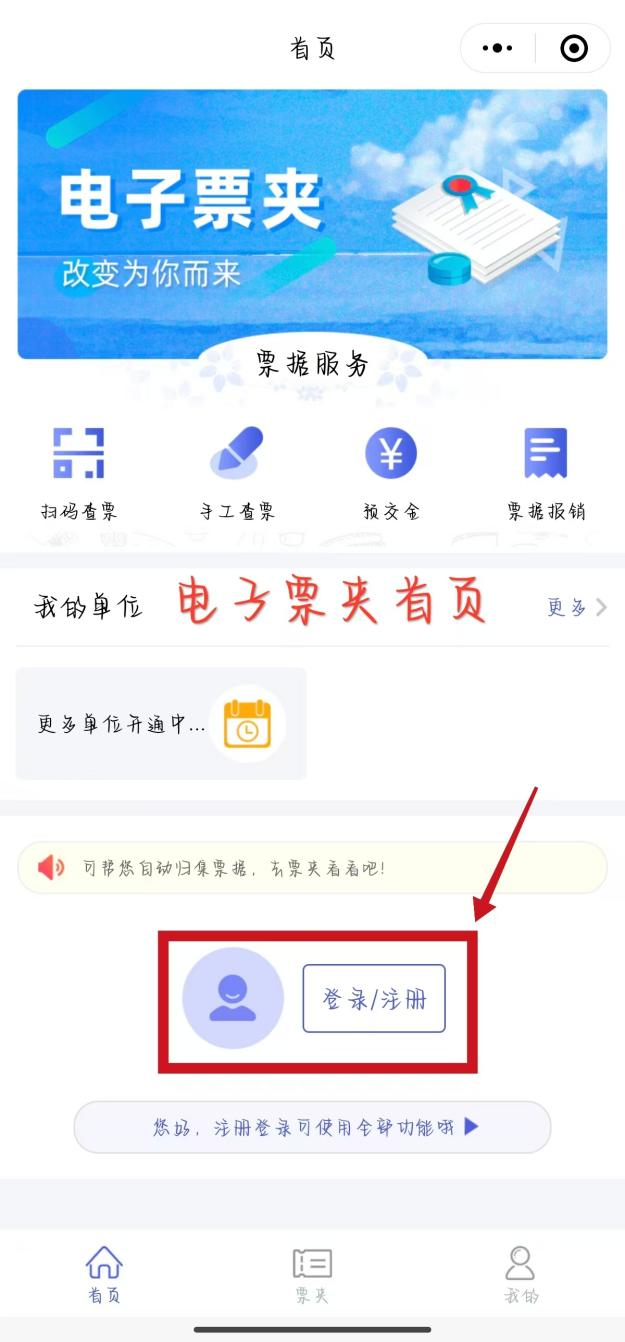 首页
电子票夹
改变为你而来
票据服务
扫码查票
手工查票
预交金
票据报销
我的单位
电子票夹首页
更多
更多单位开通中...
可帮您自动归集票据，去票夹看看吧!
登录/注册
您好，注册登录可使用全部功能哦
首页
票夹
我的